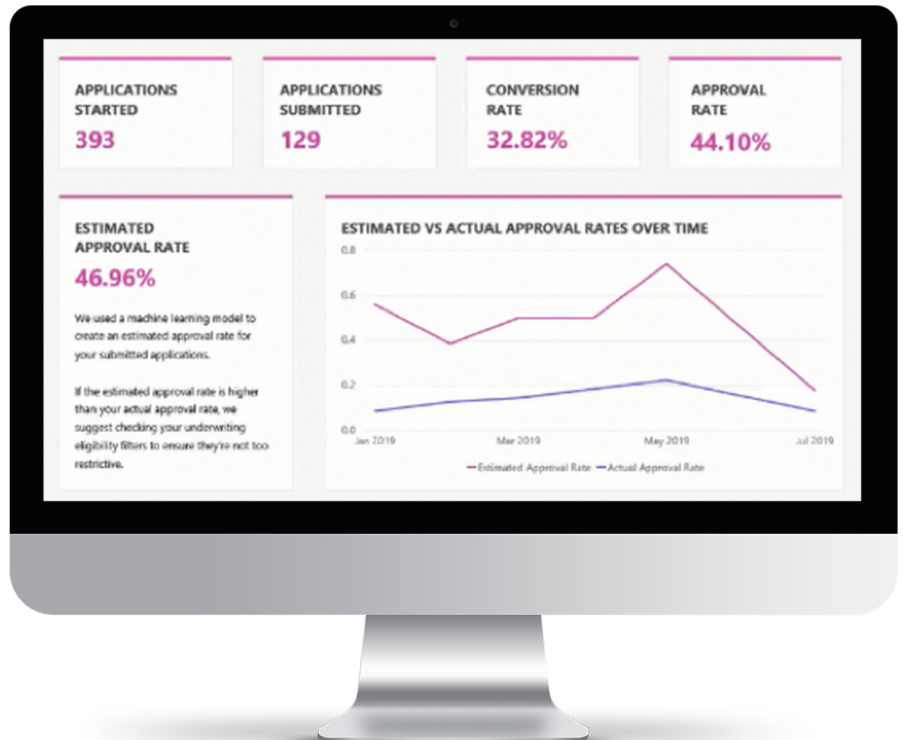 APPLICATIONS
STARTED
393
APPLICATIONS
SUBMITTED
129
CONVERSION
RATE
32.82%
APPROVAL
RATE
44.10%
ESTIMATED
APPROVAL RATE
46.96%
We used a machine learning model to
create an estimated approval rate for
your submitted applications.
If the estimated approval rate is higher
than your actual approval rate, we
suggest checking your underwriting
eligibility filters to ensure they're not too
restrictive.
ESTIMATED VS ACTUAL APPROVAL RATES OVER TIME
0.8
0.6
0.4
0.2
0.0
Jan 2019 Mar 2019 May 2019 Jul 2019
Estimated Approval Rate Actual Approval Rate